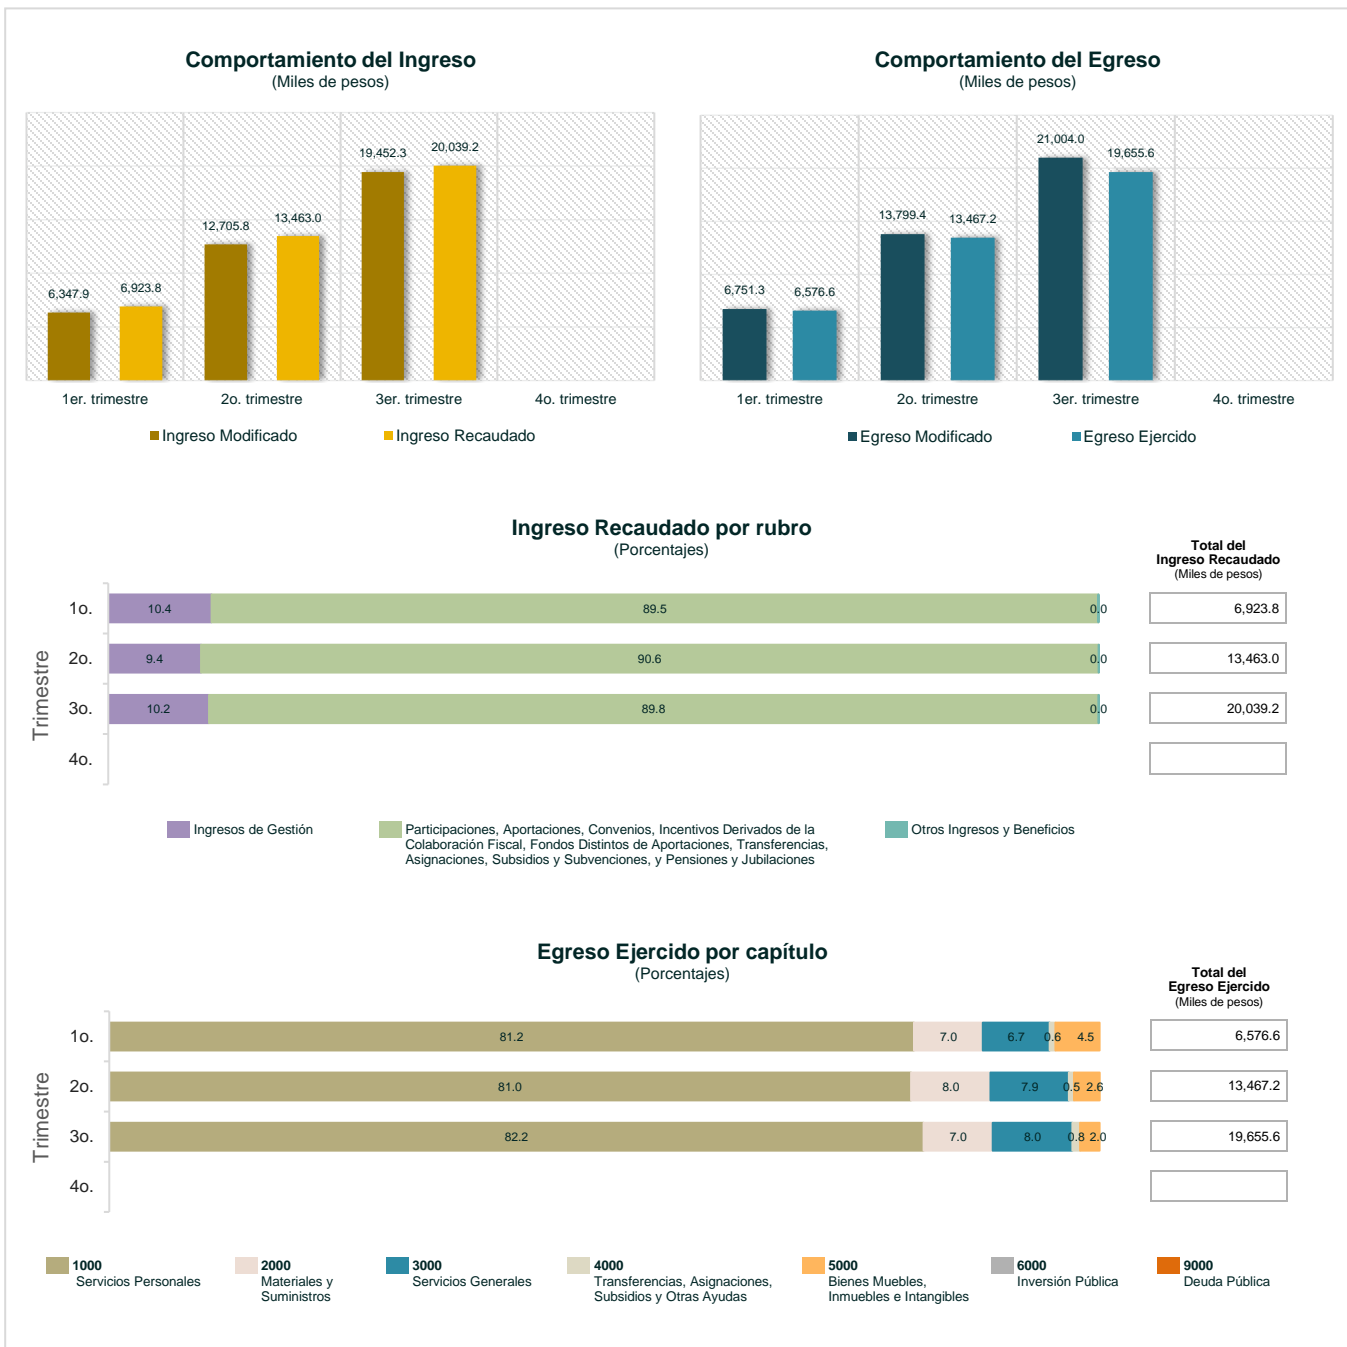 Comportamiento del Ingreso
(Miles de pesos)
6,347.9
6,923.8
12,705.8
13,463.0
19,452.3
20,039.2
1er. trimestre
2o. trimestre
3er. trimestre
4o. trimestre
Ingreso Modificado
Ingreso Recaudado
Comportamiento del Egreso
(Miles de pesos)
6,751.3
6,576.6
13,799.4
13,467.2
21,004.0
19,655.6
1er. trimestre
2o. trimestre
3er. trimestre
4o. trimestre
Egreso Modificado
Egreso Ejercido
Ingreso Recaudado por rubro
(Porcentajes)
Total del
Ingreso Recaudado
(Miles de pesos)
Trimestre
1o.
10.4
89.5
0.0
6,923.8
2o.
9.4
90.6
0.0
13,463.0
3o.
10.2
89.8
0.0
20,039.2
4o.
Ingresos de Gestión
Participaciones, Aportaciones, Convenios, Incentivos Derivados de la
Colaboración Fiscal, Fondos Distintos de Aportaciones, Transferencias,
Asignaciones, Subsidios y Subvenciones, y Pensiones y Jubilaciones
Otros Ingresos y Beneficios
Egreso Ejercido por capítulo
(Porcentajes)
Total del
Egreso Ejercido
(Miles de pesos)
Trimestre
1o.
81.2
7.0
6.7
0.6
4.5
6,576.6
2o.
81.0
8.0
7.9
0.5
2.6
13,467.2
3o.
82.2
7.0
8.0
0.8
2.0
19,655.6
4o.
1000
Servicios Personales
2000
Materiales y
Suministros
3000
Servicios Generales
4000
Transferencias, Asignaciones,
Subsidios y Otras Ayudas
5000
Bienes Muebles,
Inmuebles e Intangibles
6000
Inversión Pública
9000
Deuda Pública